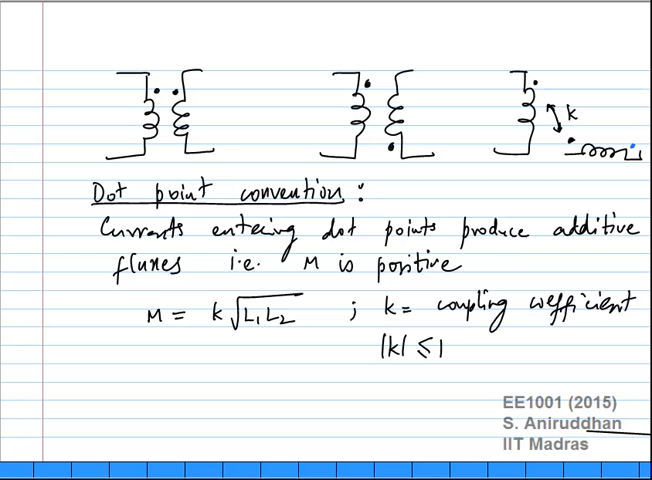 k
Dot point convention :
Currents entering dot points produce additive
fluxes i.e. M is positive
M = k √L₁L₂ ; k = coupling coefficient
|k| ≤ 1
EE1001 (2015)
S. Aniruddhan
IIT Madras